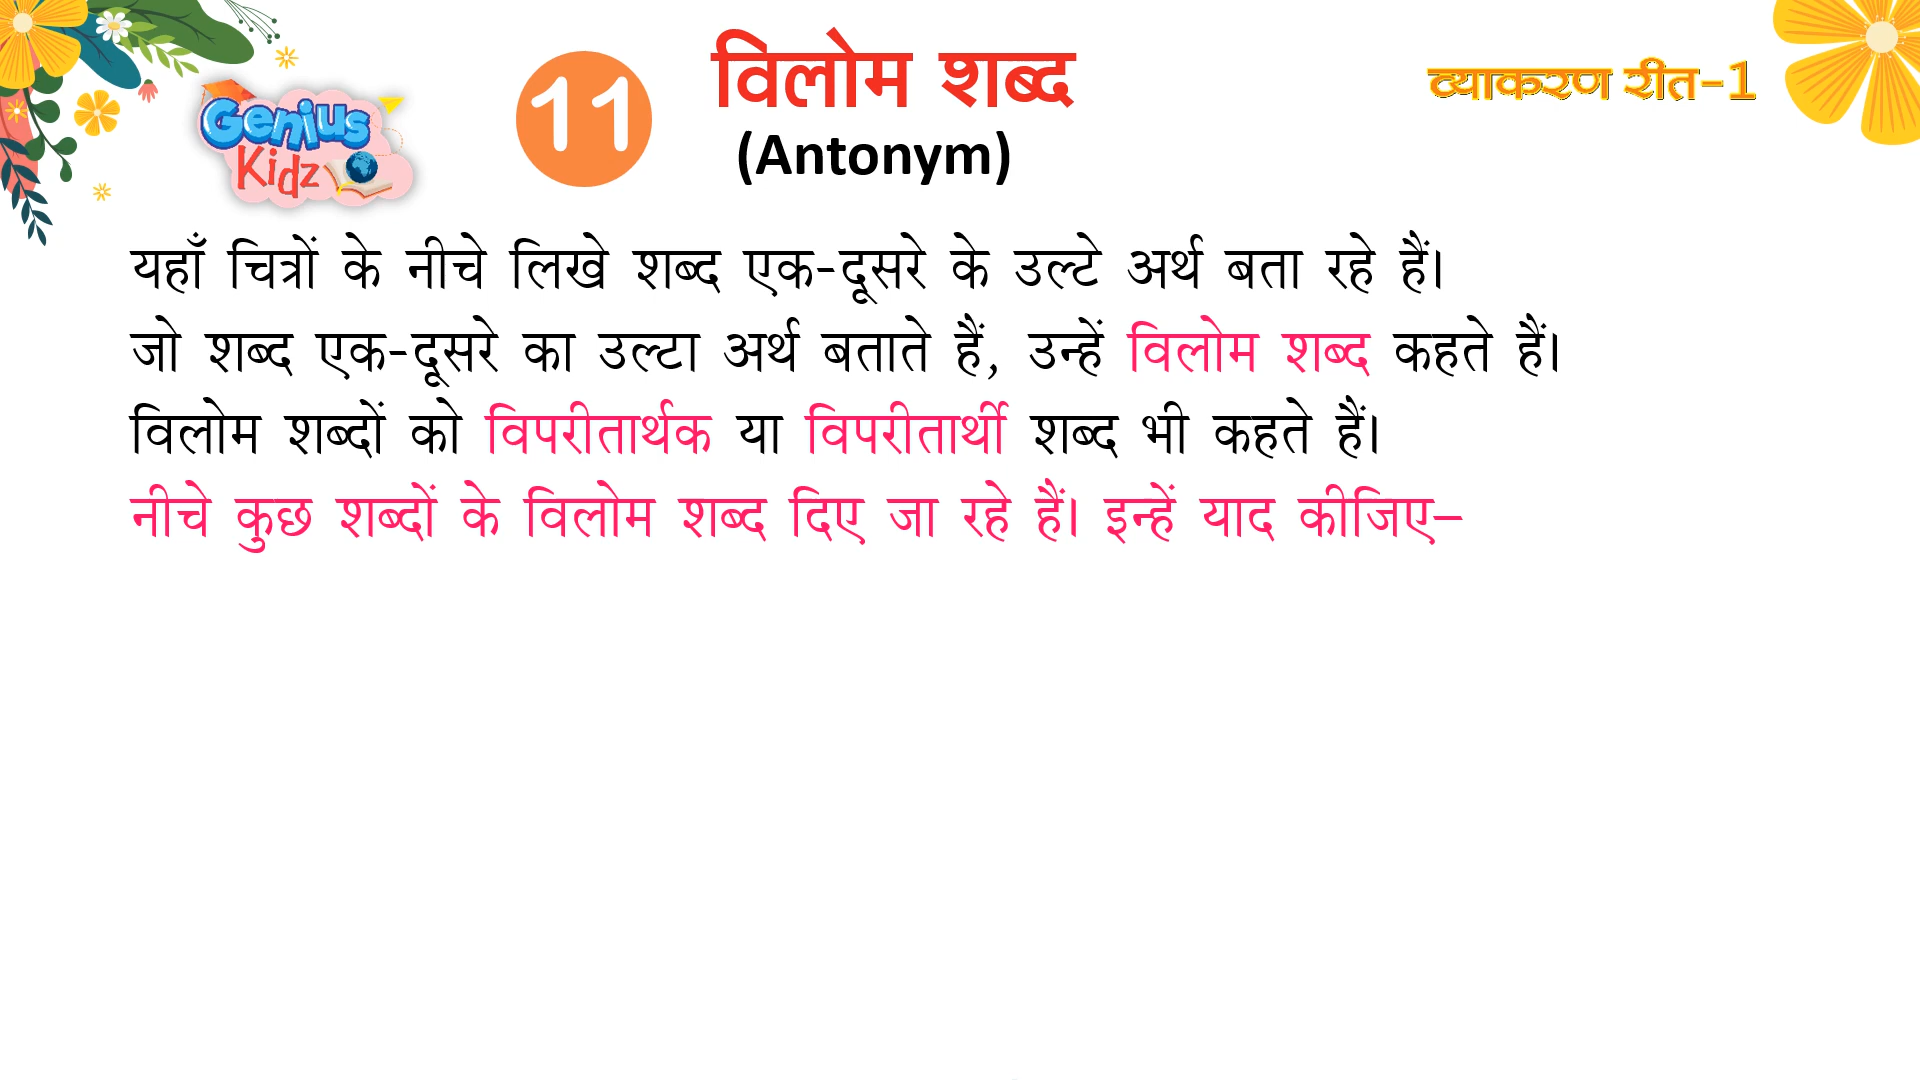 Genius
Kidz
11
विलोम शब्द
(Antonym)
व्याकरण रीत-1
यहाँ चित्रों के नीचे लिखे शब्द एक-दूसरे के उल्टे अर्थ बता रहे हैं।
जो शब्द एक-दूसरे का उल्टा अर्थ बताते हैं, उन्हें विलोम शब्द कहते हैं।
विलोम शब्दों को विपरीतार्थक या विपरीतार्थी शब्द भी कहते हैं।
नीचे कुछ शब्दों के विलोम शब्द दिए जा रहे हैं। इन्हें याद कीजिए–